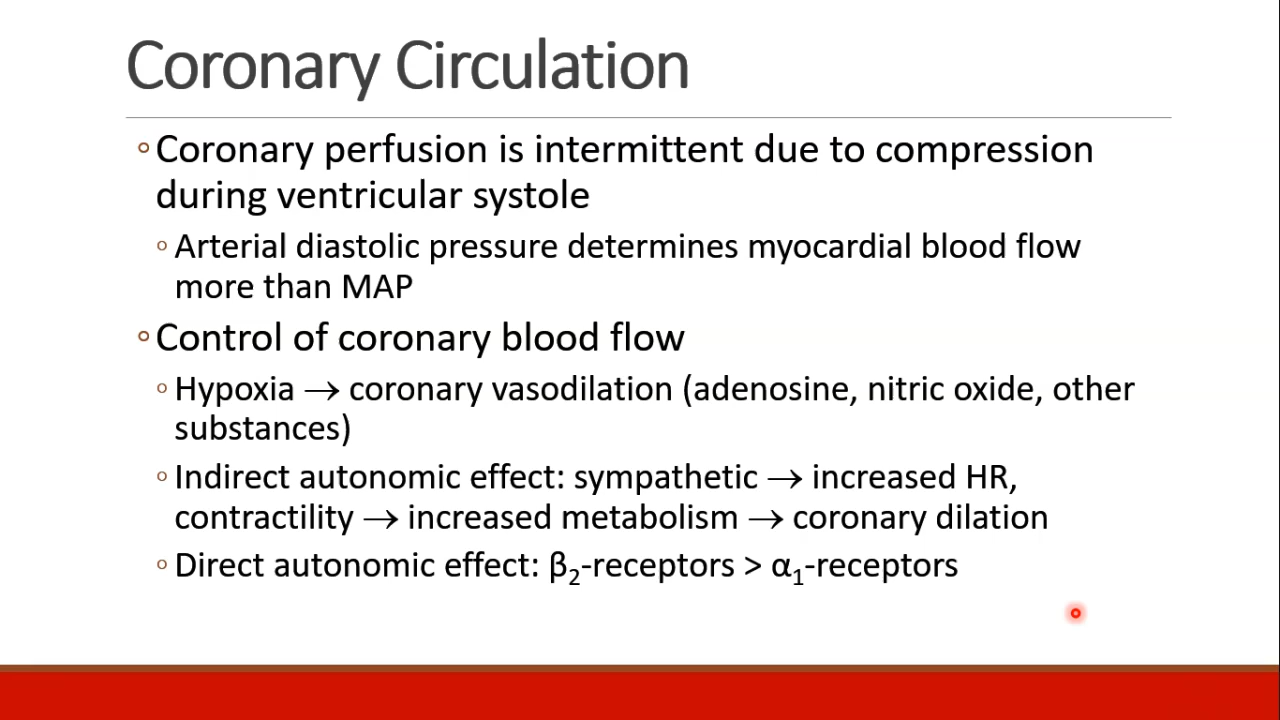 Coronary Circulation
◦Coronary perfusion is intermittent due to compression
during ventricular systole
◦Arterial diastolic pressure determines myocardial blood flow
more than MAP
◦Control of coronary blood flow
◦Hypoxia → coronary vasodilation (adenosine, nitric oxide, other
substances)
◦Indirect autonomic effect: sympathetic → increased HR,
contractility → increased metabolism → coronary dilation
◦Direct autonomic effect: β₂-receptors > α₁-receptors